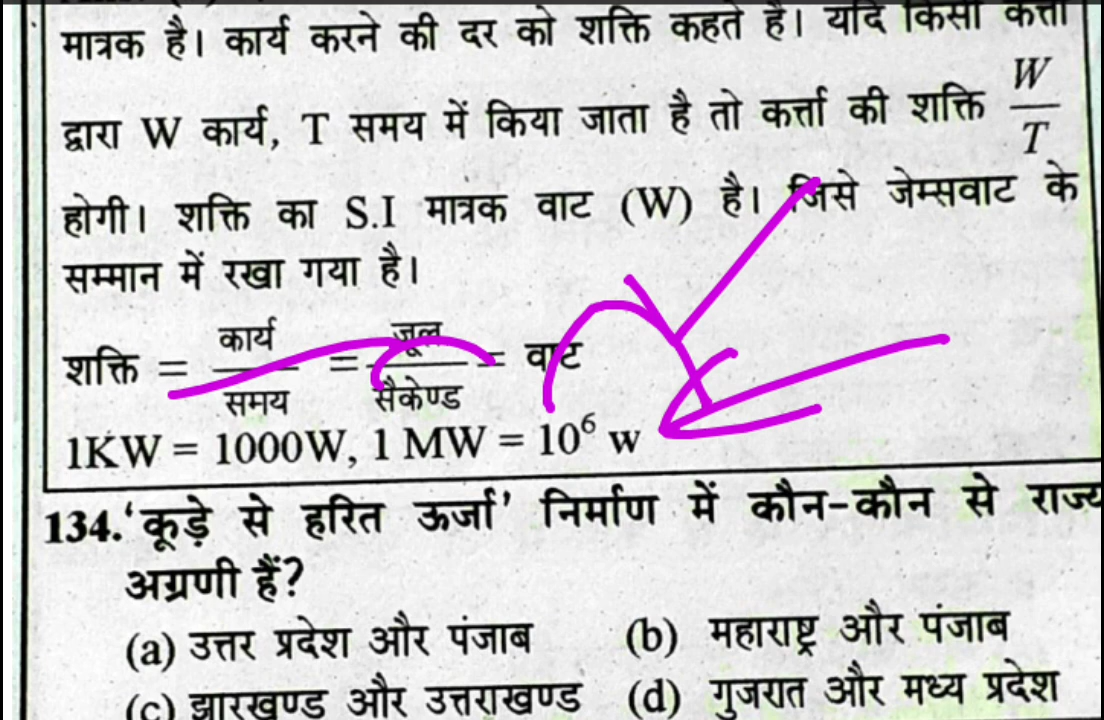 मात्रक है। कार्य करने की दर को शक्ति कहते है। यदि किसी कर्त्ता
द्वारा W कार्य, T समय में किया जाता है तो कर्त्ता की शक्ति W/T
होगी। शक्ति का S.I मात्रक वाट (W) है। जिसे जेम्सवाट के
सम्मान में रखा गया है।
शक्ति = कार्य/समय = जूल/सैकेण्ड = वाट
1KW = 1000W, 1 MW = 10⁶ w
134. 'कूड़े से हरित ऊर्जा' निर्माण में कौन-कौन से राज्य
अग्रणी हैं?
(a) उत्तर प्रदेश और पंजाब (b) महाराष्ट्र और पंजाब
(c) झारखण्ड और उत्तराखण्ड (d) गुजरात और मध्य प्रदेश